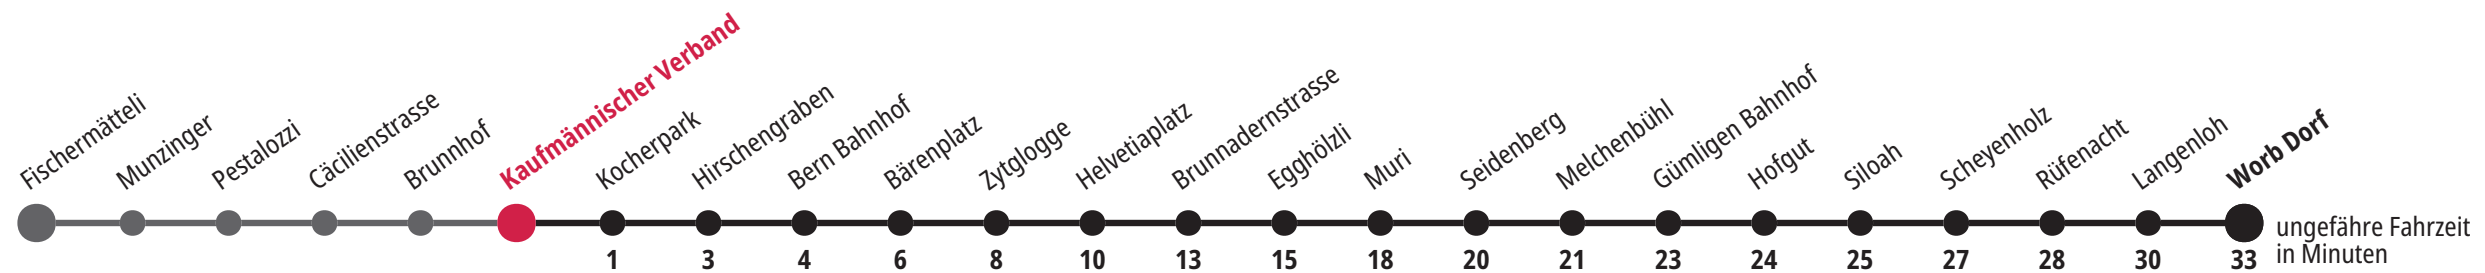 Fischermätteli
Munzinger
Pestalozzi
Cäcilienstrasse
Brunnhof
Kaufmännischer Verband
Kocherpark
Hirschengraben
Bern Bahnhof
Bärenplatz
Zytglogge
Helvetiaplatz
Brunnadernstrasse
Egghölzli
Muri
Seidenberg
Melchenbühl
Gümligen Bahnhof
Hofgut
Siloah
Scheyenholz
Rüfenacht
Langenloh
Worb Dorf
ungefähre Fahrzeit
in Minuten
1 3 4 6 8 10 13 15 18 20 21 23 24 25 27 28 30 33